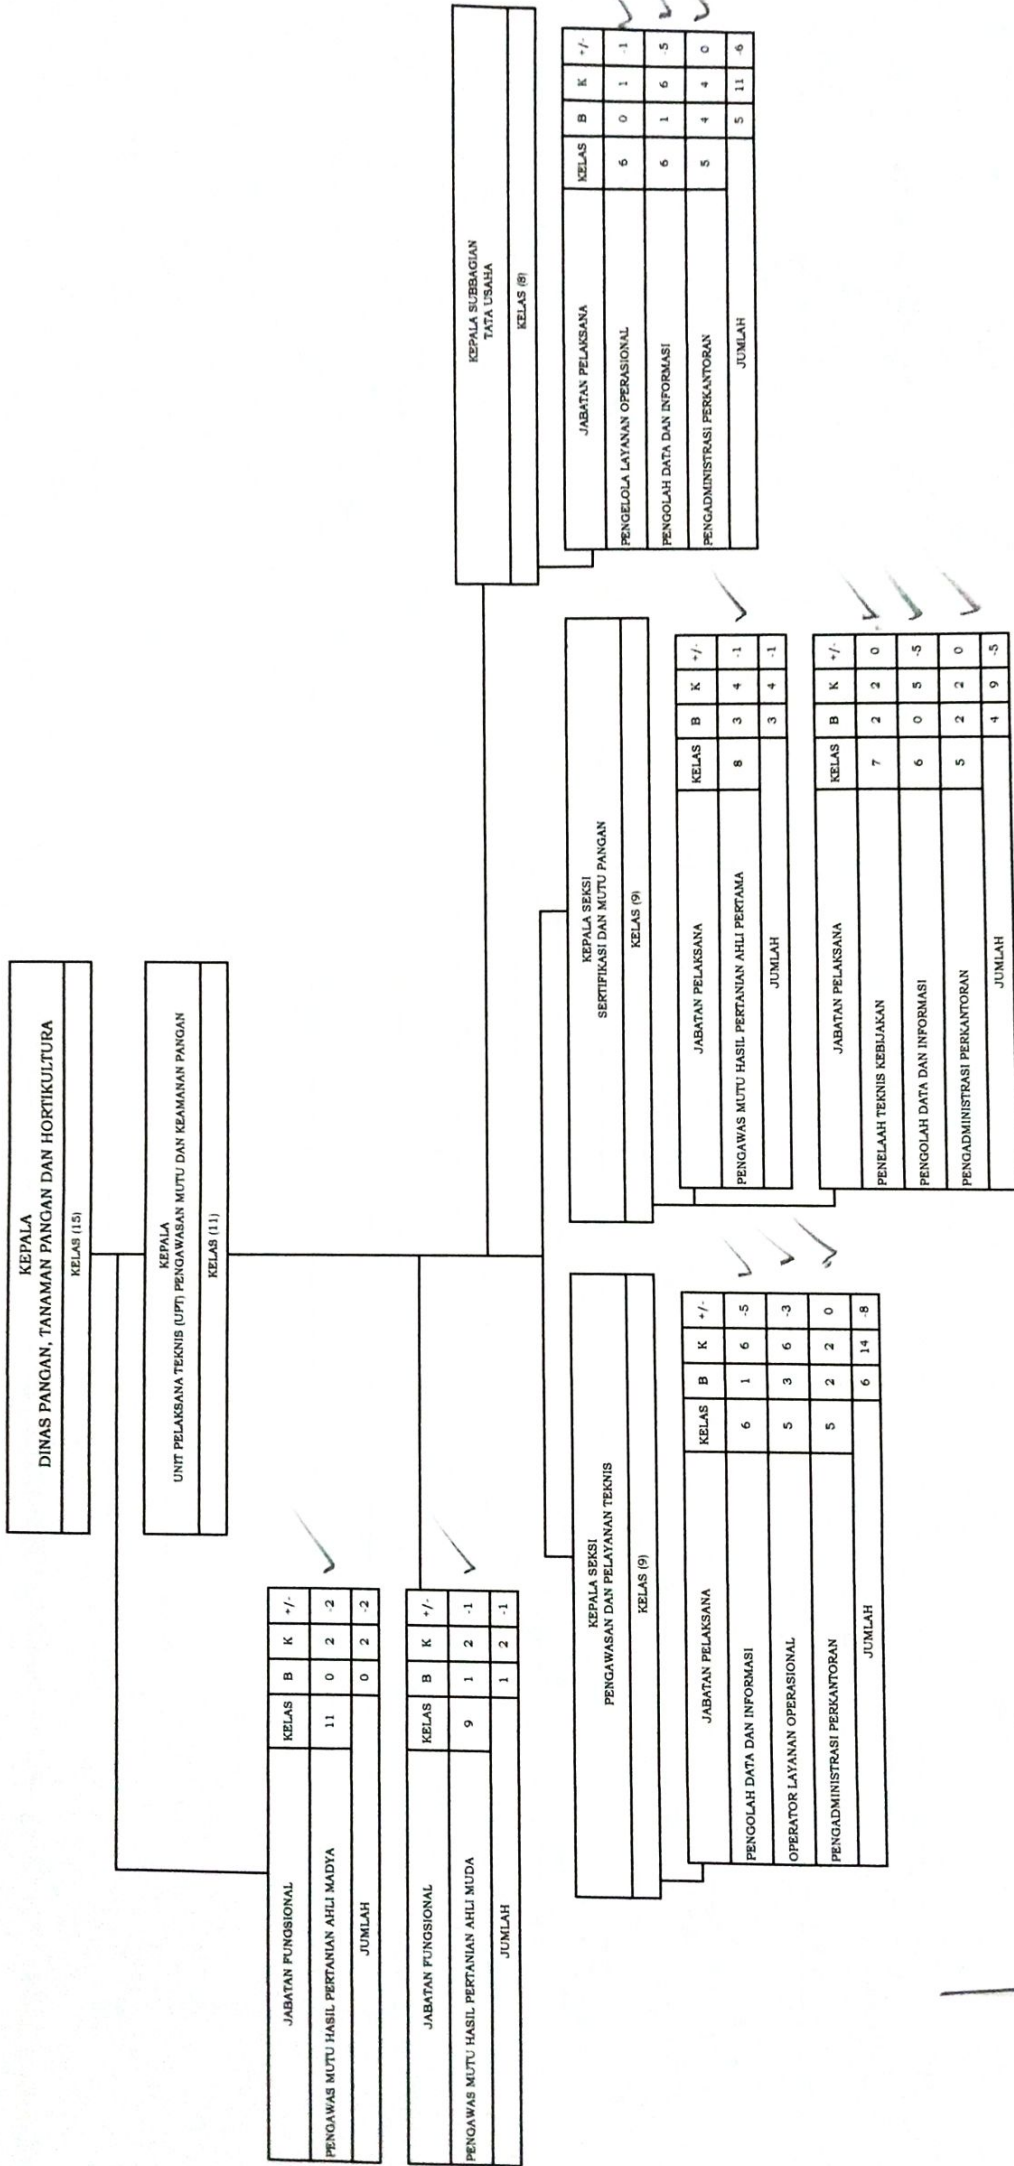 KEPALA
DINAS PANGAN, TANAMAN PANGAN DAN HORTIKULTURA
KELAS (15)
KEPALA
UNIT PELAKSANA TEKNIS (UPT) PENGAWASAN MUTU DAN KEAMANAN PANGAN
KELAS (11)
JABATAN FUNGSIONAL KELAS B K +/-
PENGAWAS MUTU HASIL PERTANIAN AHLI MADYA 11 0 2 -2
JUMLAH 0 2 -2
JABATAN FUNGSIONAL KELAS B K +/-
PENGAWAS MUTU HASIL PERTANIAN AHLI MUDA 9 1 2 -1
JUMLAH 1 2 -1
KEPALA SUBBAGIAN
TATA USAHA
KELAS (8)
JABATAN PELAKSANA KELAS B K +/-
PENGELOLA LAYANAN OPERASIONAL 6 0 1 -1
PENGOLAH DATA DAN INFORMASI 6 1 6 -5
PENGADMINISTRASI PERKANTORAN 5 4 4 0
JUMLAH 5 11 -6
KEPALA SEKSI
PENGAWASAN DAN PELAYANAN TEKNIS
KELAS (9)
JABATAN PELAKSANA KELAS B K +/-
PENGOLAH DATA DAN INFORMASI 6 1 6 -5
OPERATOR LAYANAN OPERASIONAL 5 3 6 -3
PENGADMINISTRASI PERKANTORAN 5 2 2 0
JUMLAH 6 14 -8
KEPALA SEKSI
SERTIFIKASI DAN MUTU PANGAN
KELAS (9)
JABATAN PELAKSANA KELAS B K +/-
PENGAWAS MUTU HASIL PERTANIAN AHLI PERTAMA 8 3 4 -1
JUMLAH 3 4 -1
JABATAN PELAKSANA KELAS B K +/-
PENELAAH TEKNIS KEBIJAKAN 7 2 2 0
PENGOLAH DATA DAN INFORMASI 6 0 5 -5
PENGADMINISTRASI PERKANTORAN 5 2 2 0
JUMLAH 4 9 -5